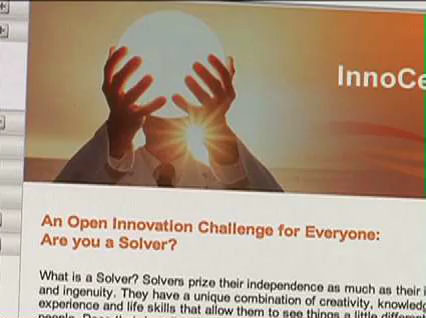 InnoCe
An Open Innovation Challenge for Everyone:
Are you a Solver?
What is a Solver? Solvers prize their independence as much as their i
and ingenuity. They have a unique combination of creativity, knowled
experience and life skills that allow them to see things a little differen